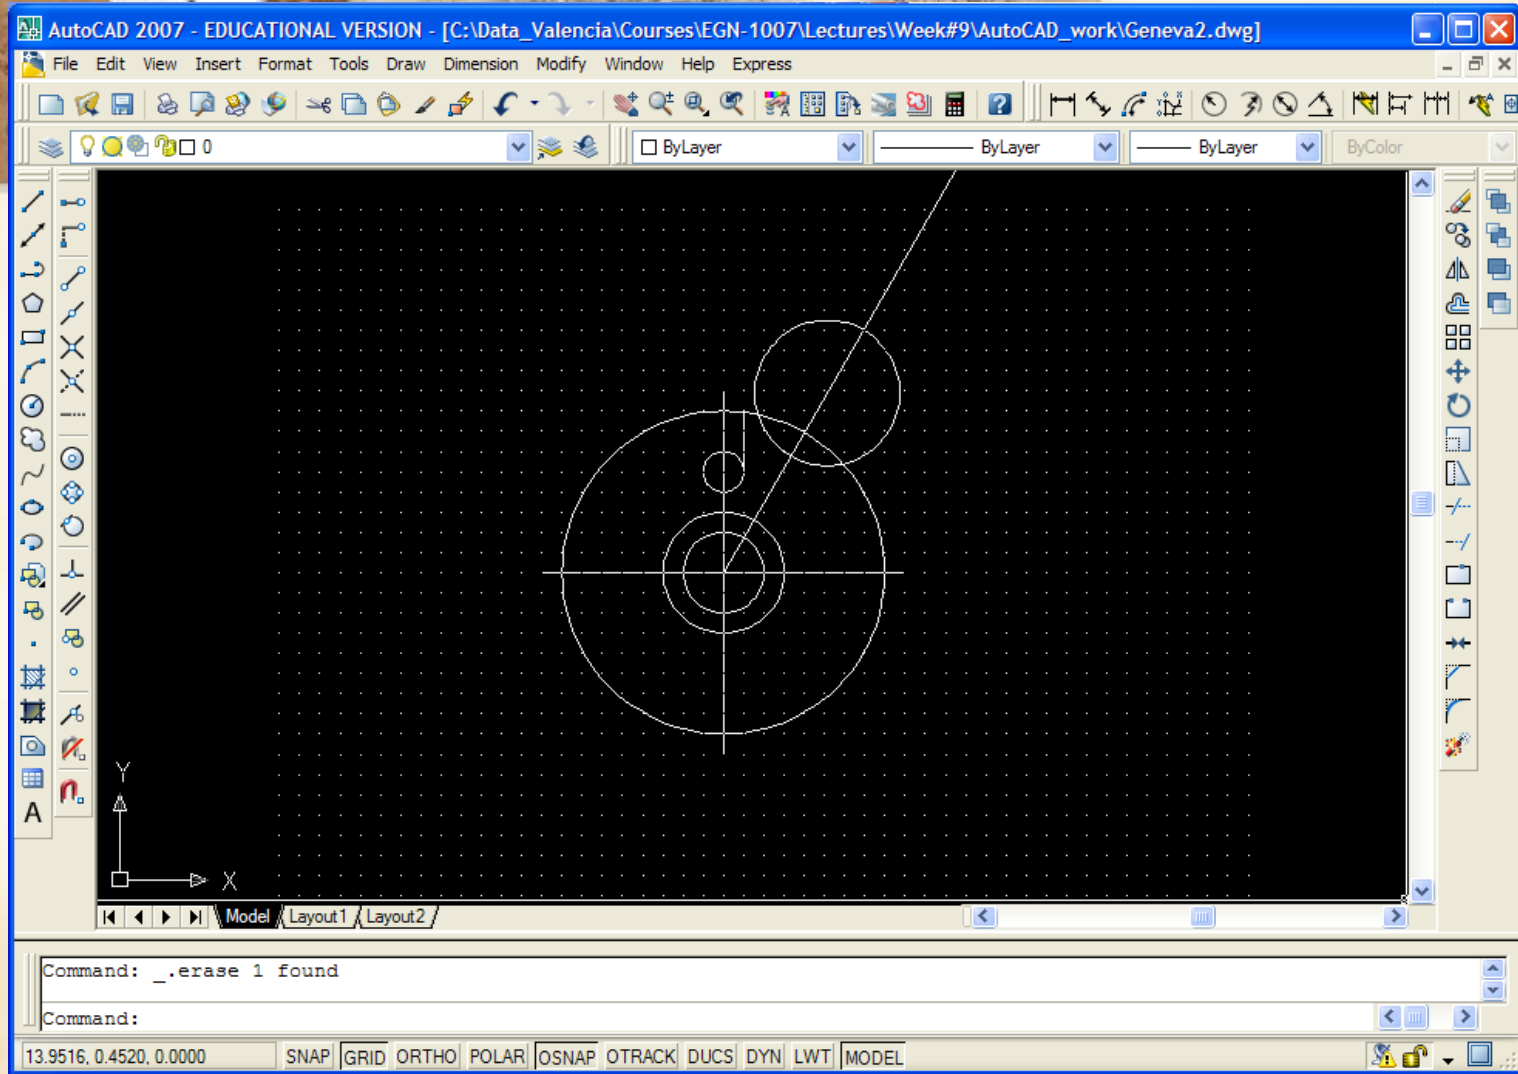 AutoCAD 2007 - EDUCATIONAL VERSION - [C:\Data_Valencia\Courses\EGN-1007\Lectures\Week#9\AutoCAD_work\Geneva2.dwg]
File Edit View Insert Format Tools Draw Dimension Modify Window Help Express
0 ByLayer ByLayer ByLayer ByColor
A
Y
X
Model Layout1 Layout2
Command: _.erase 1 found
Command:
13.9516, 0.4520, 0.0000 SNAP GRID ORTHO POLAR OSNAP OTRACK DUCS DYN LWT MODEL